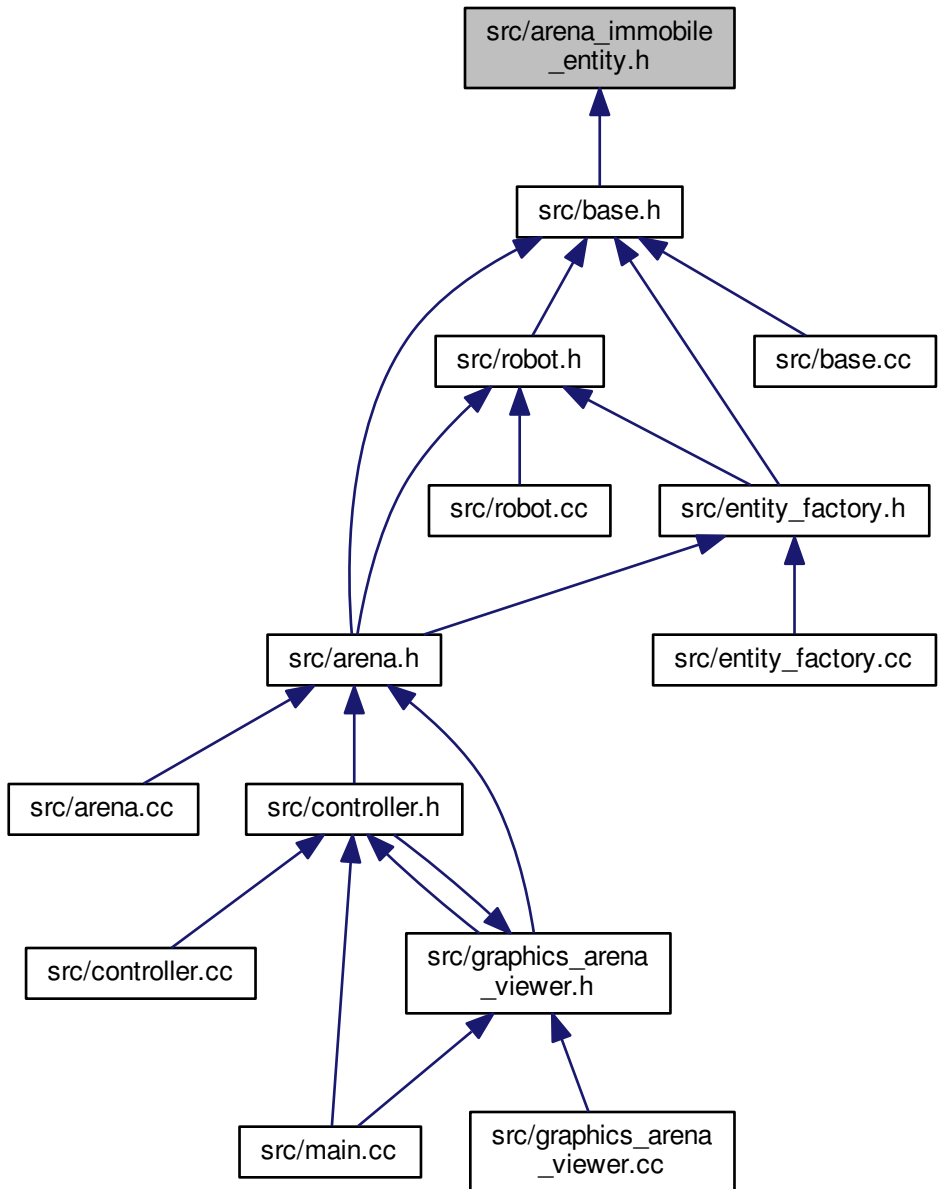 src/arena_immobile
_entity.h
src/base.h
src/robot.h
src/base.cc
src/robot.cc
src/entity_factory.h
src/arena.h
src/entity_factory.cc
src/arena.cc
src/controller.h
src/controller.cc
src/graphics_arena
_viewer.h
src/main.cc
src/graphics_arena
_viewer.cc